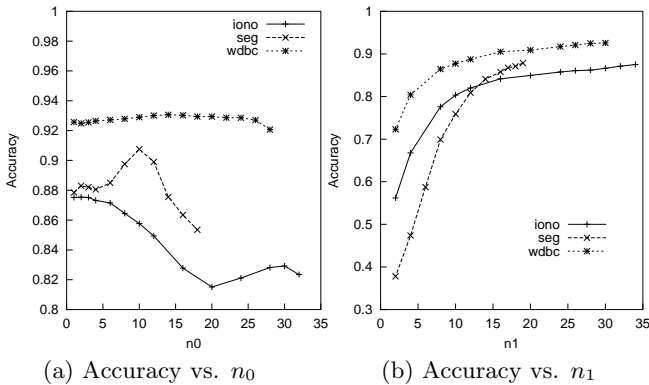 1
0.98
0.96
0.94
0.92
0.9
0.88
0.86
0.84
0.82
0.8
Accuracy
0 5 10 15 20 25 30 35
n0
iono
seg
wdbc
(a) Accuracy vs. n0
1
0.9
0.8
0.7
0.6
0.5
0.4
0.3
Accuracy
0 5 10 15 20 25 30 35
n1
iono
seg
wdbc
(b) Accuracy vs. n1